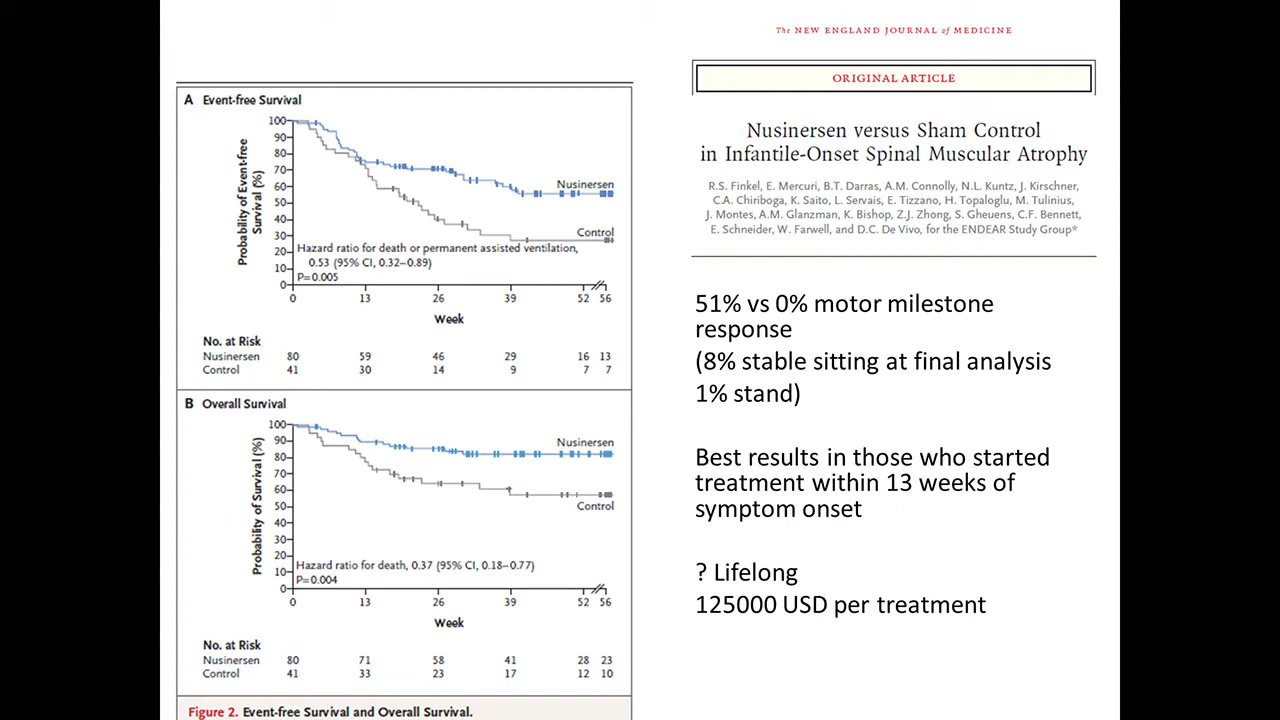 A Event-free Survival
Probability of Event-free
Survival (%)
100
90
80
70
60
50
40
30
20
10
0
Nusinersen
Control
Hazard ratio for death or permanent assisted ventilation,
0.53 (95% CI, 0.32–0.89)
P=0.005
0 13 26 39 52 56
Week
No. at Risk
Nusinersen 80 59 46 29 16 13
Control 41 30 14 9 7 7
B Overall Survival
Probability of Survival (%)
100
90
80
70
60
50
40
30
20
10
0
Nusinersen
Control
Hazard ratio for death, 0.37 (95% CI, 0.18–0.77)
P=0.004
0 13 26 39 52 56
Week
No. at Risk
Nusinersen 80 71 58 41 28 23
Control 41 33 23 17 12 10
Figure 2. Event-free Survival and Overall Survival.
The NEW ENGLAND JOURNAL of MEDICINE
ORIGINAL ARTICLE
Nusinersen versus Sham Control
in Infantile-Onset Spinal Muscular Atrophy
R.S. Finkel, E. Mercuri, B.T. Darras, A.M. Connolly, N.L. Kuntz, J. Kirschner,
C.A. Chiriboga, K. Saito, L. Servais, E. Tizzano, H. Topaloglu, M. Tulinius,
J. Montes, A.M. Glanzman, K. Bishop, Z.J. Zhong, S. Gheuens, C.F. Bennett,
E. Schneider, W. Farwell, and D.C. De Vivo, for the ENDEAR Study Group*
51% vs 0% motor milestone
response
(8% stable sitting at final analysis
1% stand)
Best results in those who started
treatment within 13 weeks of
symptom onset
? Lifelong
125000 USD per treatment